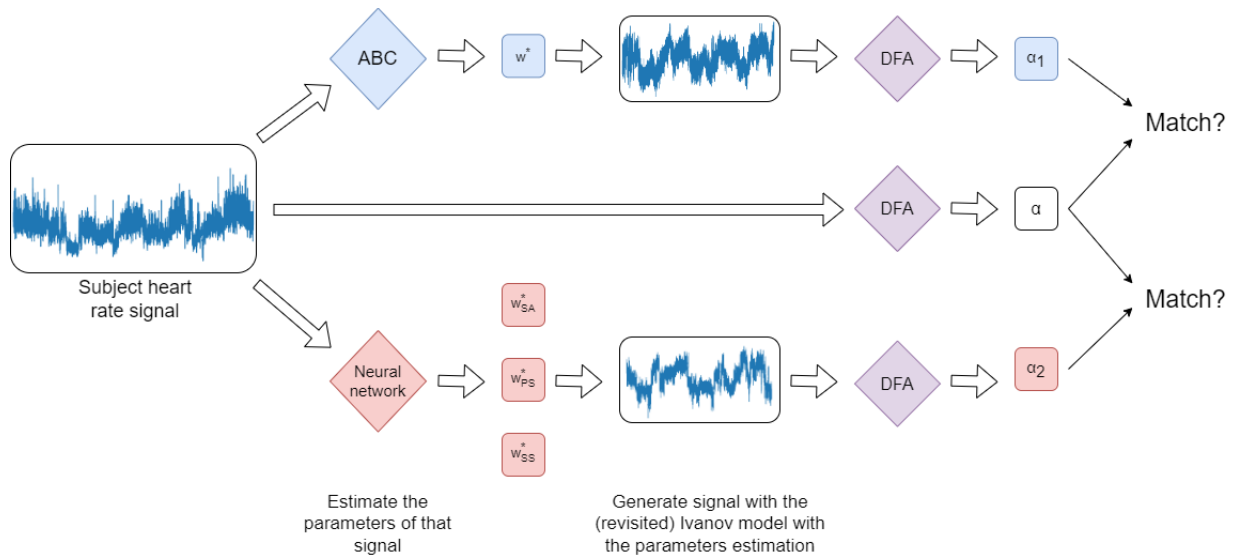 ABC
w*
DFA
α1
Match?
Subject heart
rate signal
DFA
α
Match?
w*SA
Neural
network
w*PS
DFA
α2
w*SS
Estimate the
parameters of that
signal
Generate signal with the
(revisited) Ivanov model with
the parameters estimation